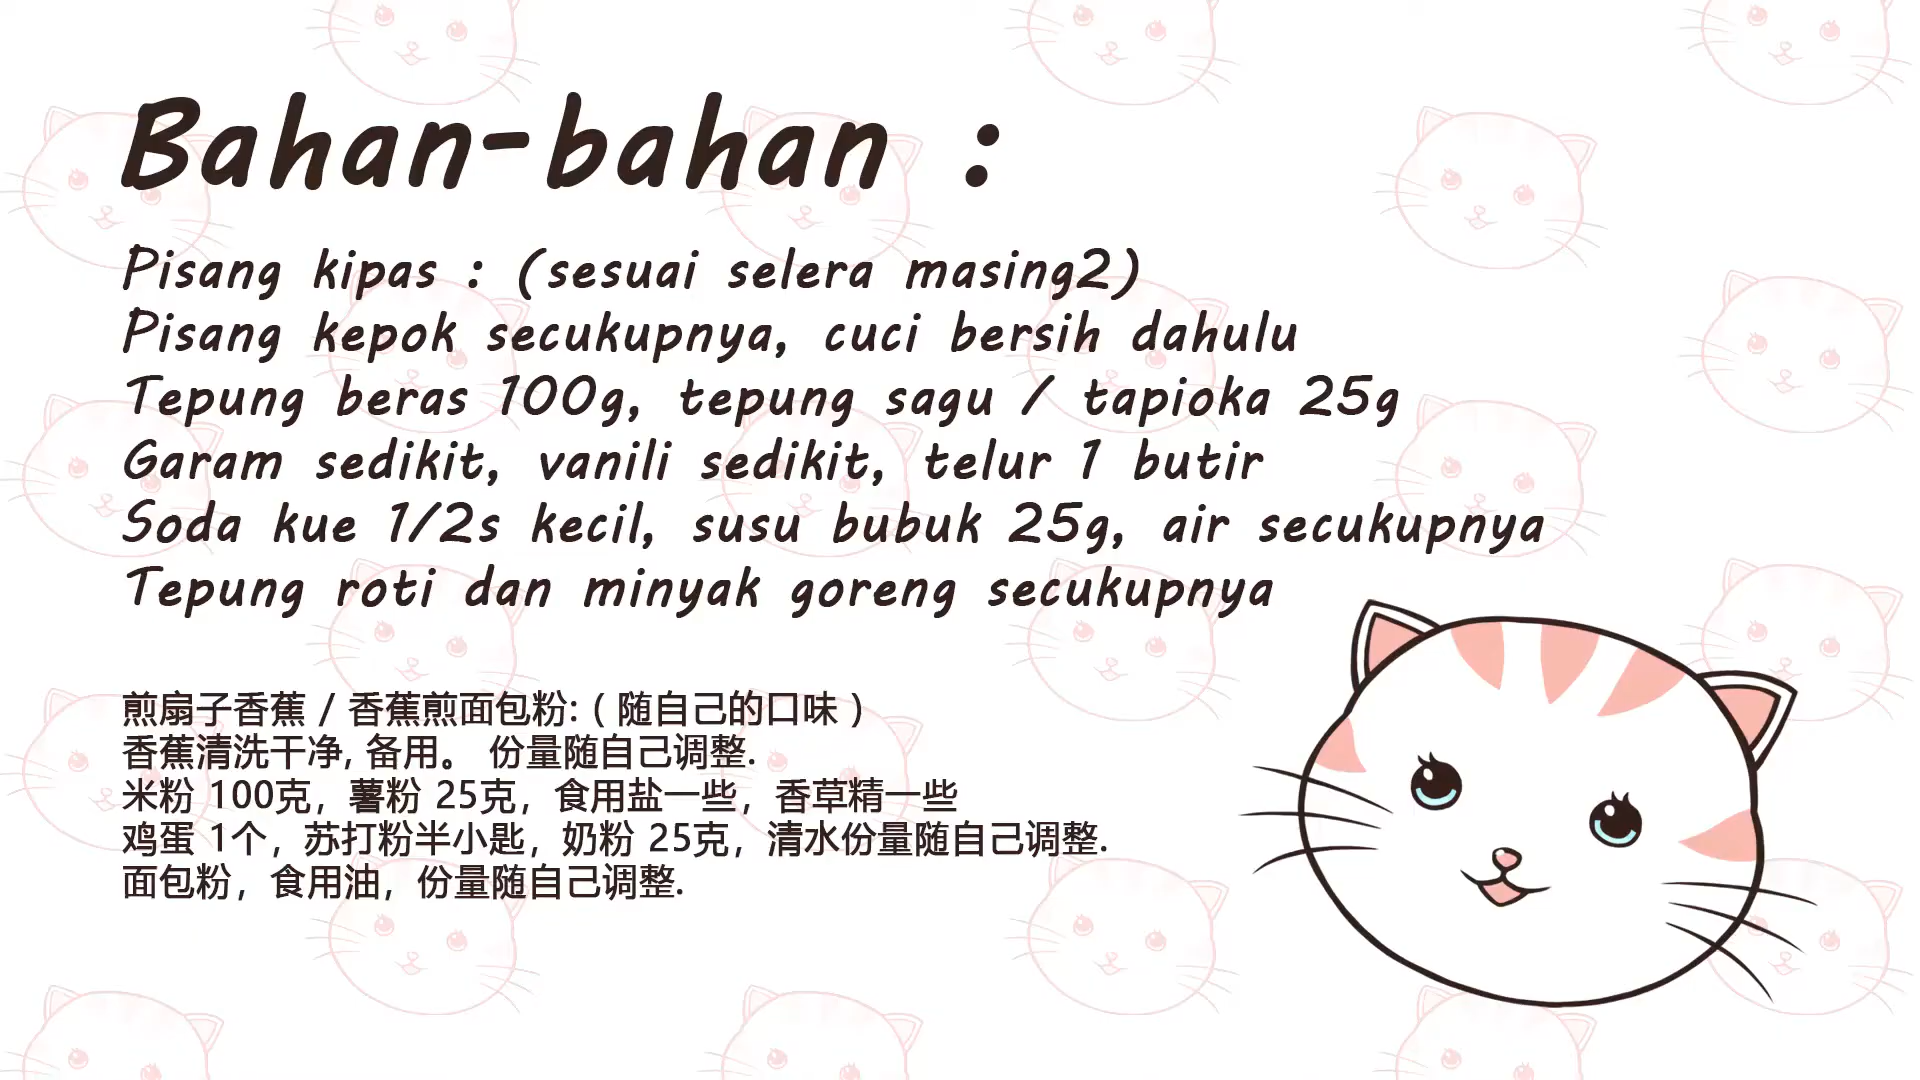 Bahan-bahan :
Pisang kipas : (sesuai selera masing2)
Pisang kepok secukupnya, cuci bersih dahulu
Tepung beras 100g, tepung sagu / tapioka 25g
Garam sedikit, vanili sedikit, telur 1 butir
Soda kue 1/2s kecil, susu bubuk 25g, air secukupnya
Tepung roti dan minyak goreng secukupnya
煎扇子香蕉 / 香蕉煎面包粉: ( 随自己的口味 )
香蕉清洗干净, 备用。 份量随自己调整.
米粉 100克，薯粉 25克，食用盐一些，香草精一些
鸡蛋 1个，苏打粉半小匙，奶粉 25克，清水份量随自己调整.
面包粉，食用油，份量随自己调整.